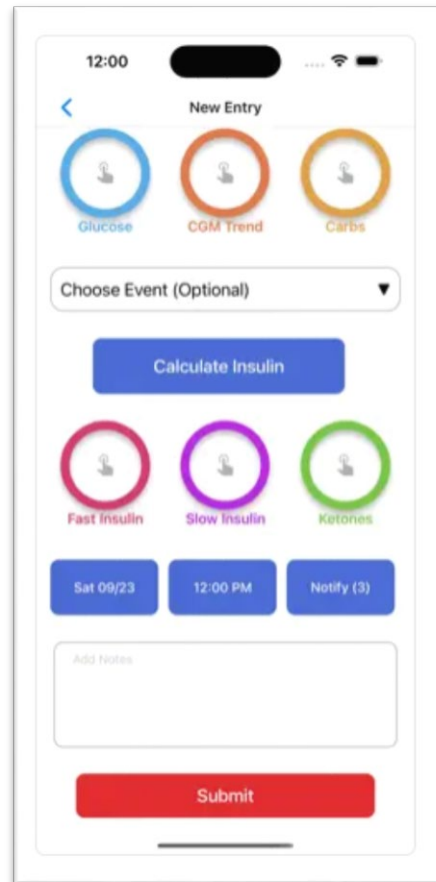 12:00
New Entry
Glucose CGM Trend Carbs
Choose Event (Optional)
Calculate Insulin
Fast Insulin Slow Insulin Ketones
Sat 09/23 12:00 PM Notify (3)
Add Notes
Submit